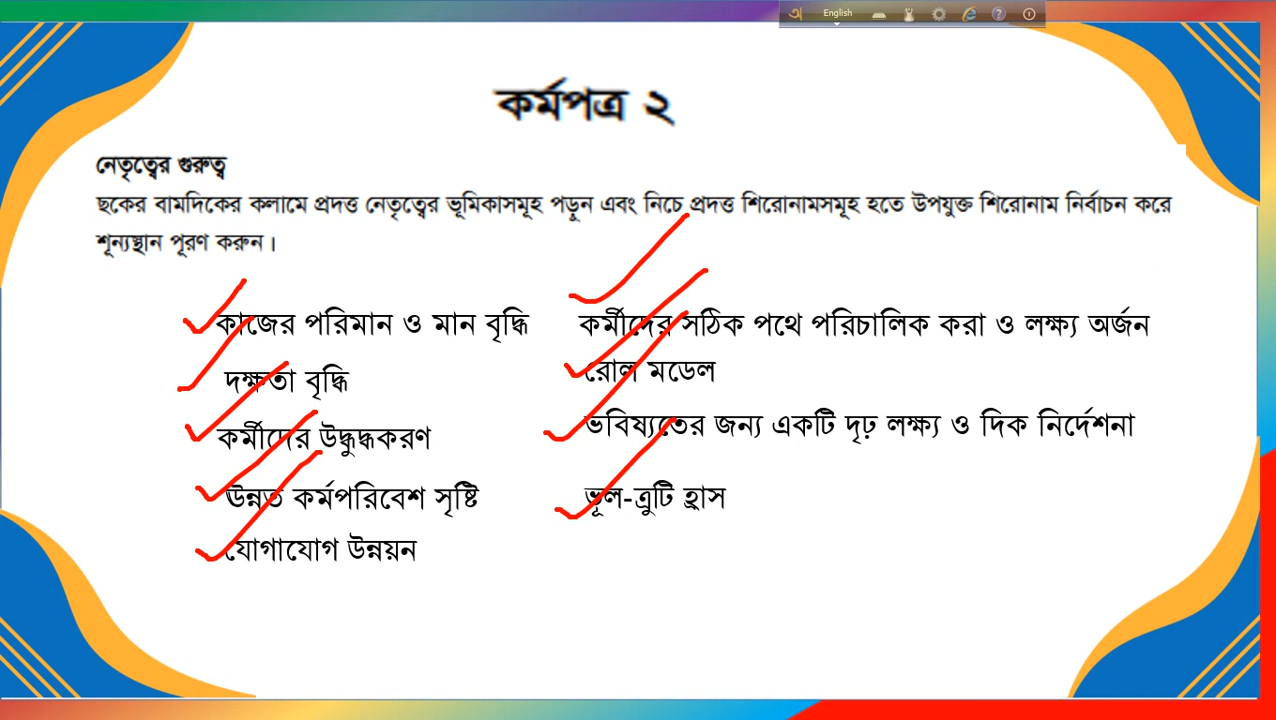 English
কর্মপত্র ২
নেতৃত্বের গুরুত্ব
ছকের বামদিকের কলামে প্রদত্ত নেতৃত্বের ভূমিকাসমূহ পড়ুন এবং নিচে প্রদত্ত শিরোনামসমূহ হতে উপযুক্ত শিরোনাম নির্বাচন করে
শূন্যস্থান পূরণ করুন।
কাজের পরিমান ও মান বৃদ্ধি
দক্ষতা বৃদ্ধি
কর্মীদের উদ্ধুদ্ধকরণ
উন্নত কর্মপরিবেশ সৃষ্টি
যোগাযোগ উন্নয়ন
কর্মীদের সঠিক পথে পরিচালিক করা ও লক্ষ্য অর্জন
রোল মডেল
ভবিষ্যতের জন্য একটি দৃঢ় লক্ষ্য ও দিক নির্দেশনা
ভূল-ত্রুটি হ্রাস